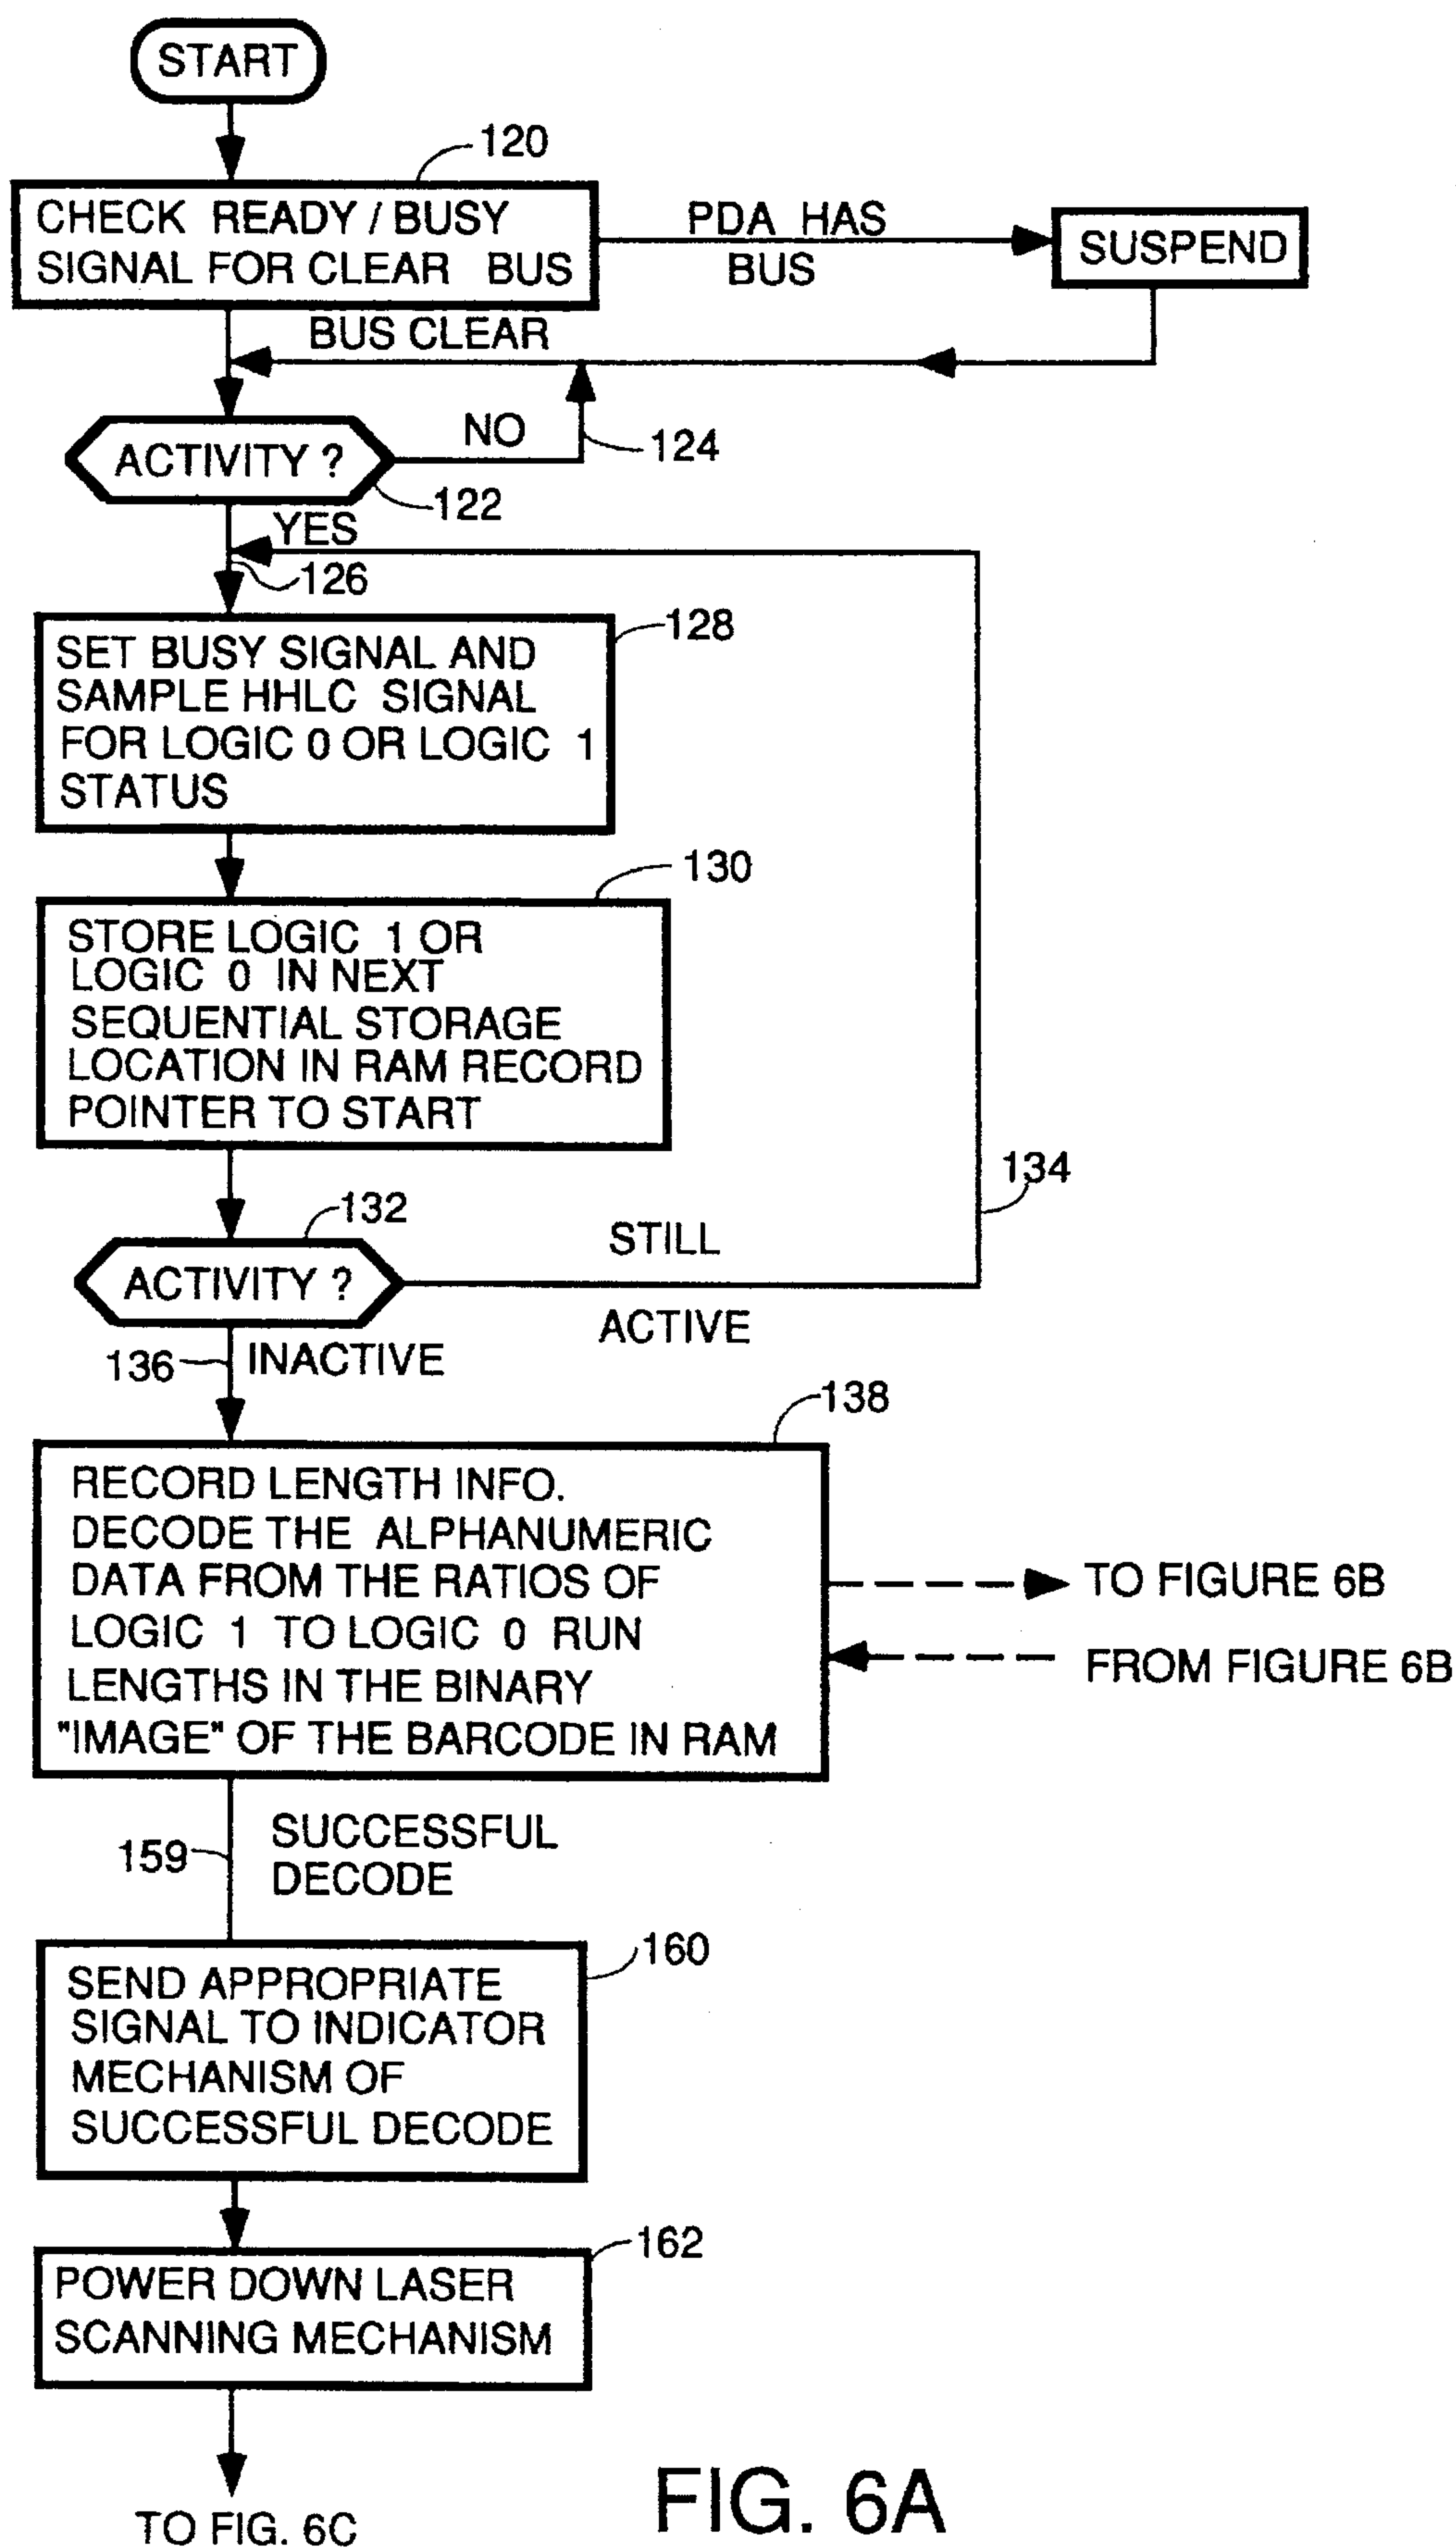 START
120
CHECK READY / BUSY
SIGNAL FOR CLEAR BUS
PDA HAS
BUS
SUSPEND
BUS CLEAR
ACTIVITY ?
NO
124
122
YES
126
128
SET BUSY SIGNAL AND
SAMPLE HHLC SIGNAL
FOR LOGIC 0 OR LOGIC 1
STATUS
130
STORE LOGIC 1 OR
LOGIC 0 IN NEXT
SEQUENTIAL STORAGE
LOCATION IN RAM RECORD
POINTER TO START
134
132
ACTIVITY ?
STILL
ACTIVE
136
INACTIVE
138
RECORD LENGTH INFO.
DECODE THE ALPHANUMERIC
DATA FROM THE RATIOS OF
LOGIC 1 TO LOGIC 0 RUN
LENGTHS IN THE BINARY
"IMAGE" OF THE BARCODE IN RAM
TO FIGURE 6B
FROM FIGURE 6B
159
SUCCESSFUL
DECODE
160
SEND APPROPRIATE
SIGNAL TO INDICATOR
MECHANISM OF
SUCCESSFUL DECODE
162
POWER DOWN LASER
SCANNING MECHANISM
TO FIG. 6C
FIG. 6A